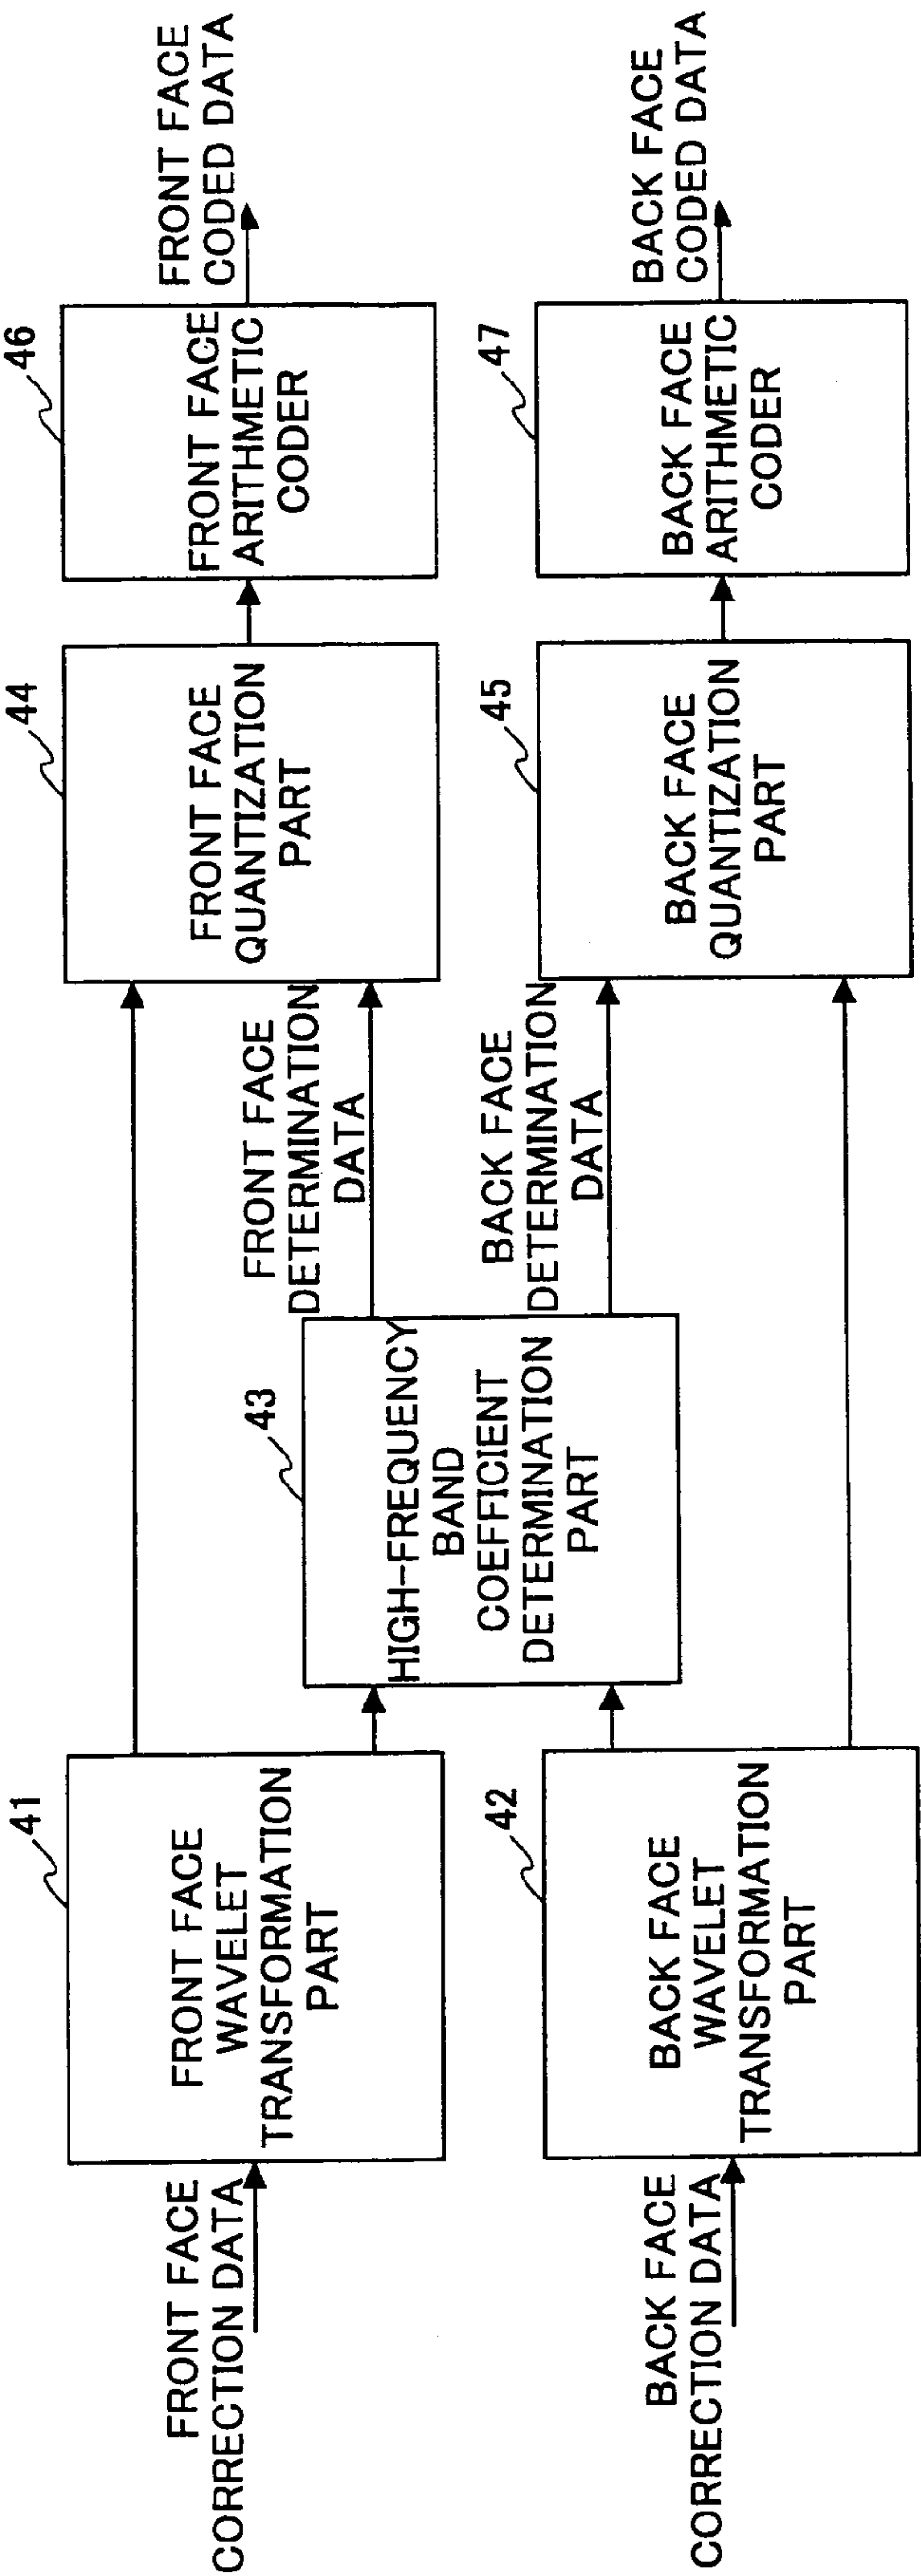 FRONT FACE
CORRECTION DATA
41
FRONT FACE
WAVELET
TRANSFORMATION
PART
BACK FACE
CORRECTION DATA
42
BACK FACE
WAVELET
TRANSFORMATION
PART
43
HIGH-FREQUENCY
BAND
COEFFICIENT
DETERMINATION
PART
FRONT FACE
DETERMINATION
DATA
BACK FACE
DETERMINATION
DATA
44
FRONT FACE
QUANTIZATION
PART
45
BACK FACE
QUANTIZATION
PART
46
FRONT FACE
ARITHMETIC
CODER
47
BACK FACE
ARITHMETIC
CODER
FRONT FACE
CODED DATA
BACK FACE
CODED DATA